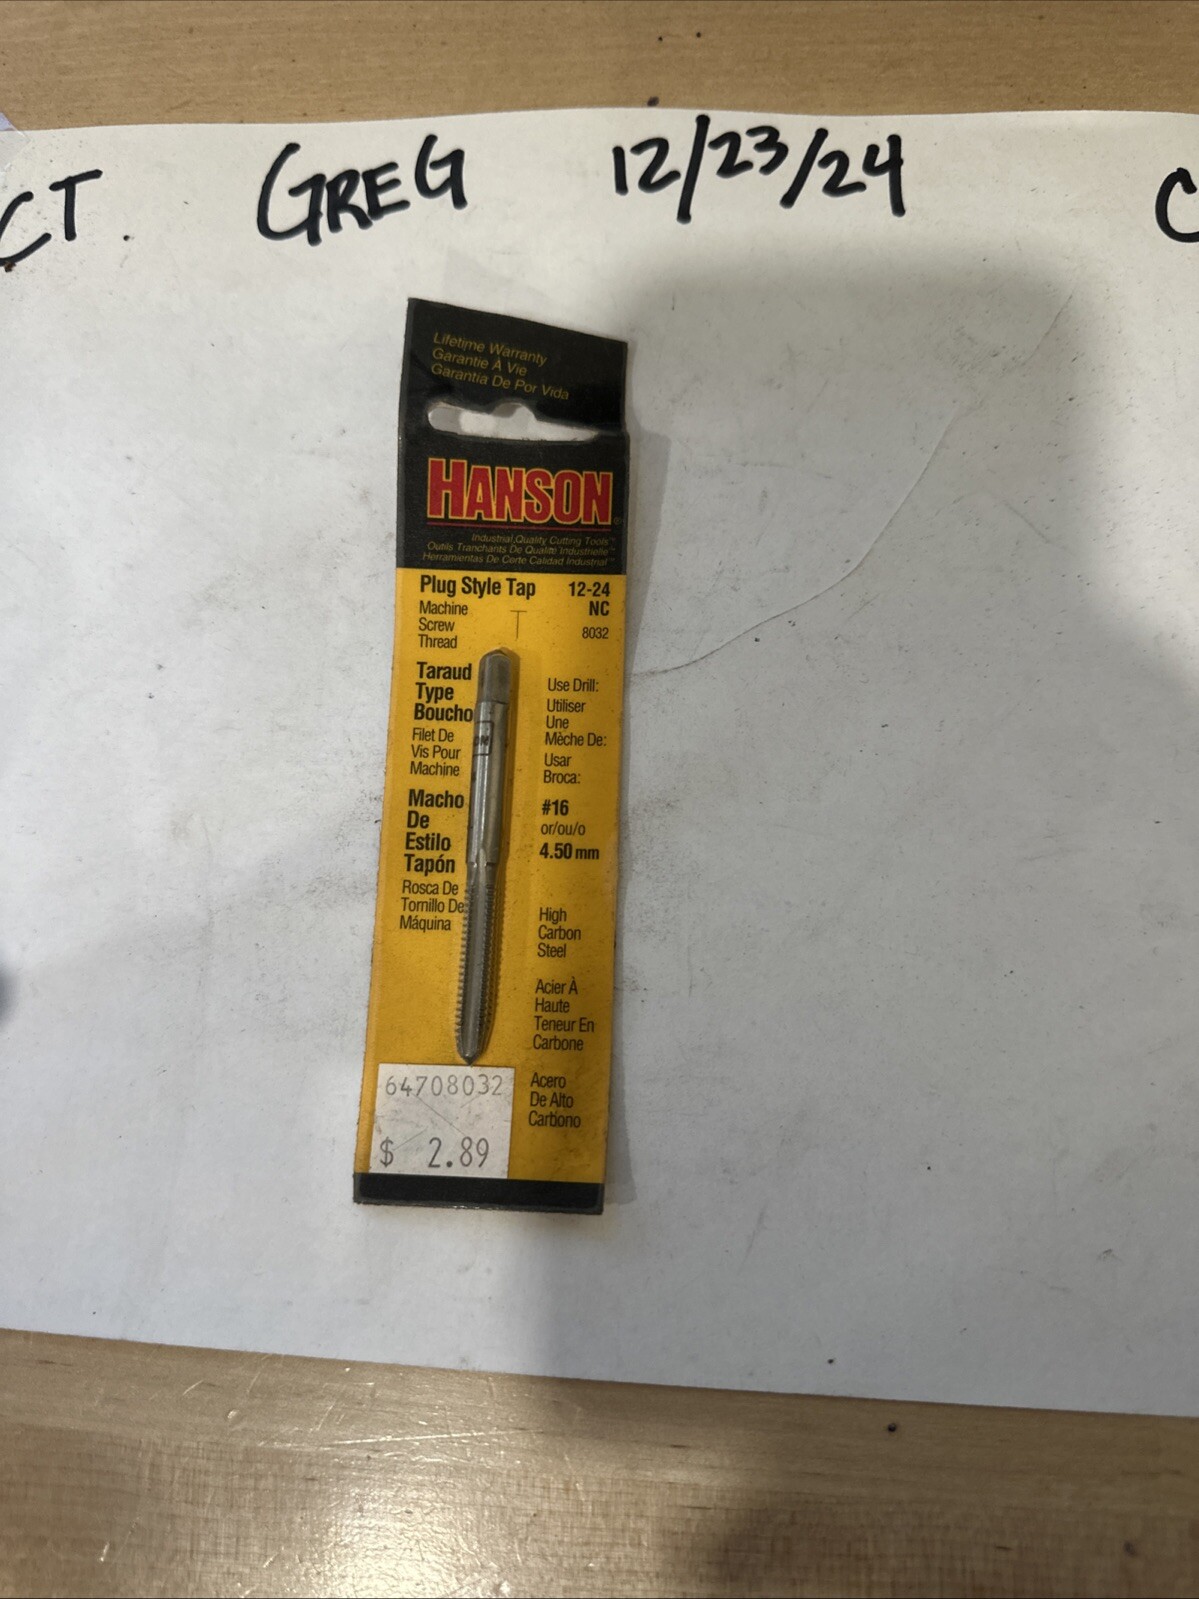 CT GREG 12/23/24 C
Lifetime Warranty
Garantie À Vie
Garantía De Por Vida
HANSON®
Industrial Quality Cutting Tools™
Outils Tranchants De Qualité Industrielle™
Herramientas De Corte Calidad Industrial™
Plug Style Tap
Machine
Screw
Thread
12-24
NC
8032
Taraud
Type
Boucho
Filet De
Vis Pour
Machine
Macho
De
Estilo
Tapón
Rosca De
Tornillo De
Máquina
Use Drill:
Utiliser
Une
Mèche De:
Usar
Broca:
#16
or/ou/o
4.50 mm
High
Carbon
Steel
Acier À
Haute
Teneur En
Carbone
Acero
De Alto
Carbono
64708032
$ 2.89